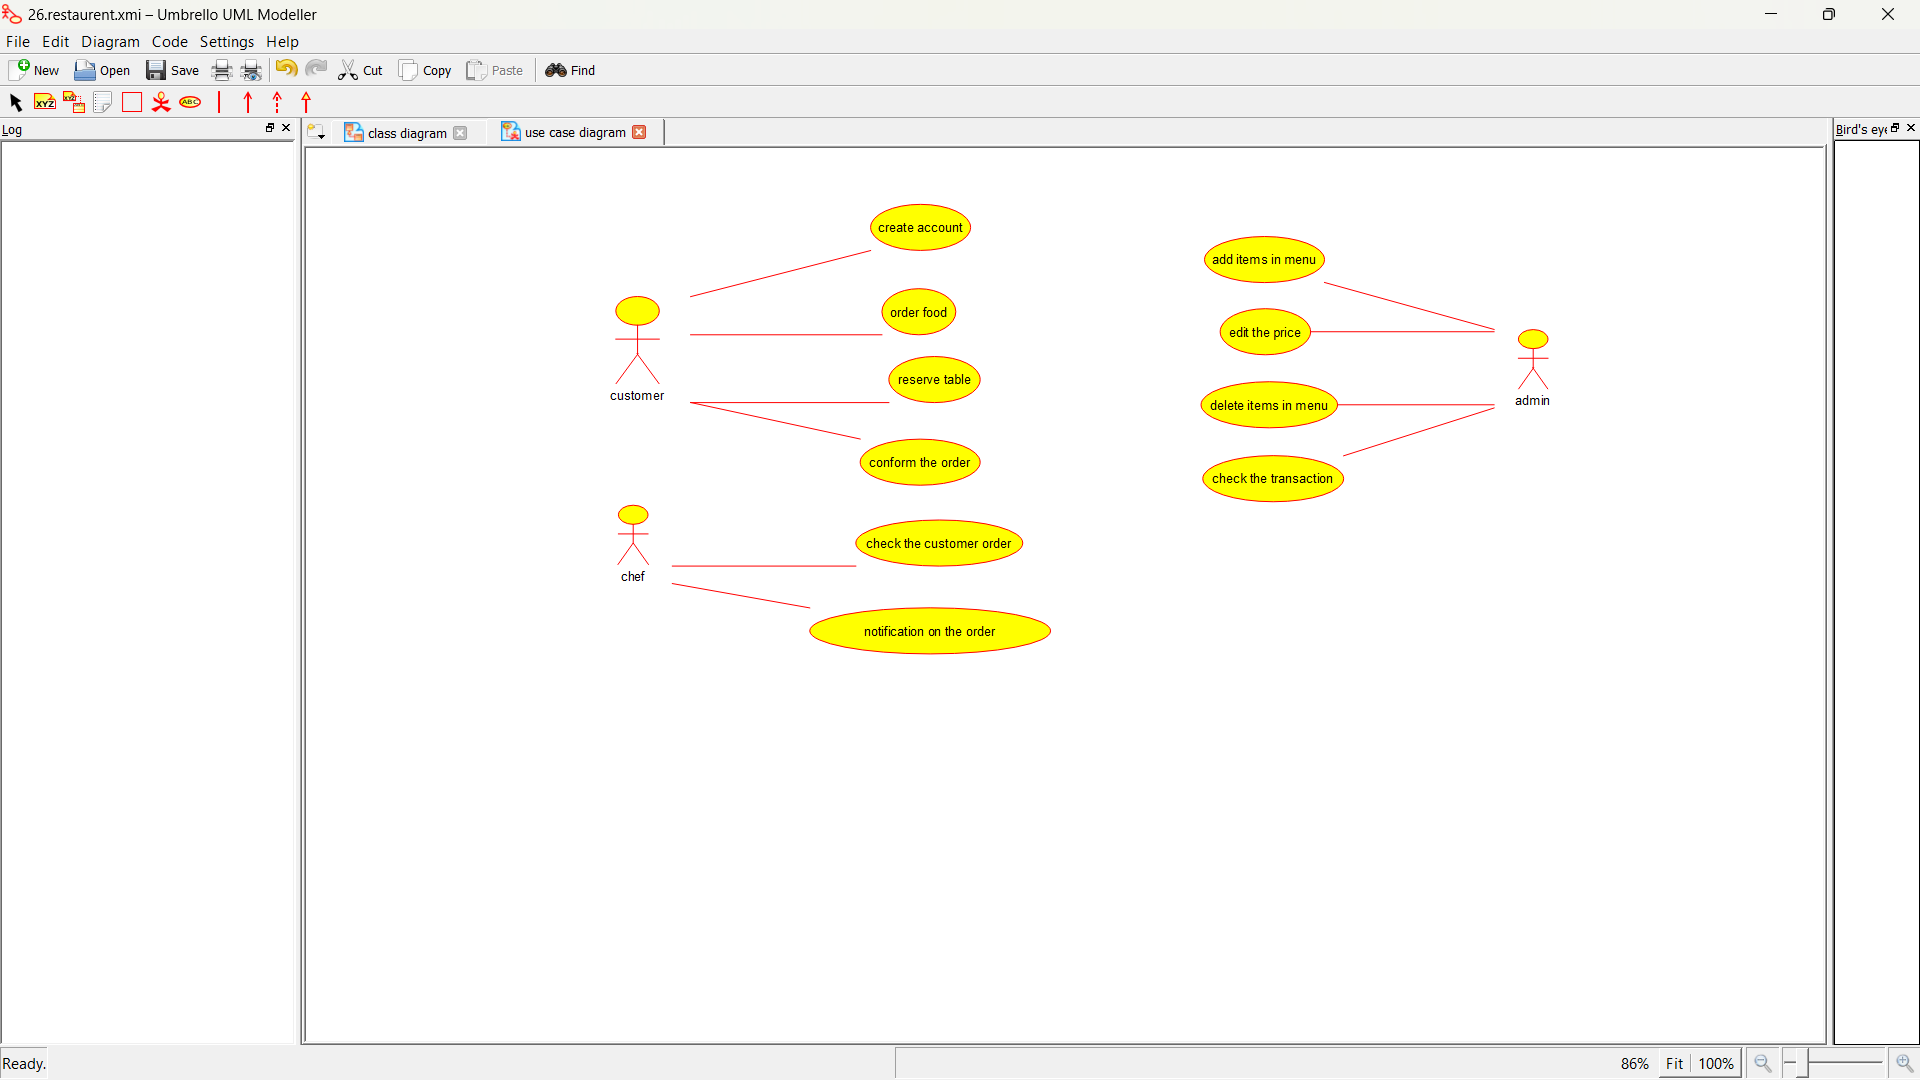 26.restaurent.xmi – Umbrello UML Modeller
File Edit Diagram Code Settings Help
New Open Save Cut Copy Paste Find
XYZ XYZ ABC
Log
class diagram
use case diagram
Bird's eye
create account
order food
reserve table
customer
conform the order
chef
check the customer order
notification on the order
add items in menu
edit the price
delete items in menu
admin
check the transaction
Ready.
86% Fit 100%